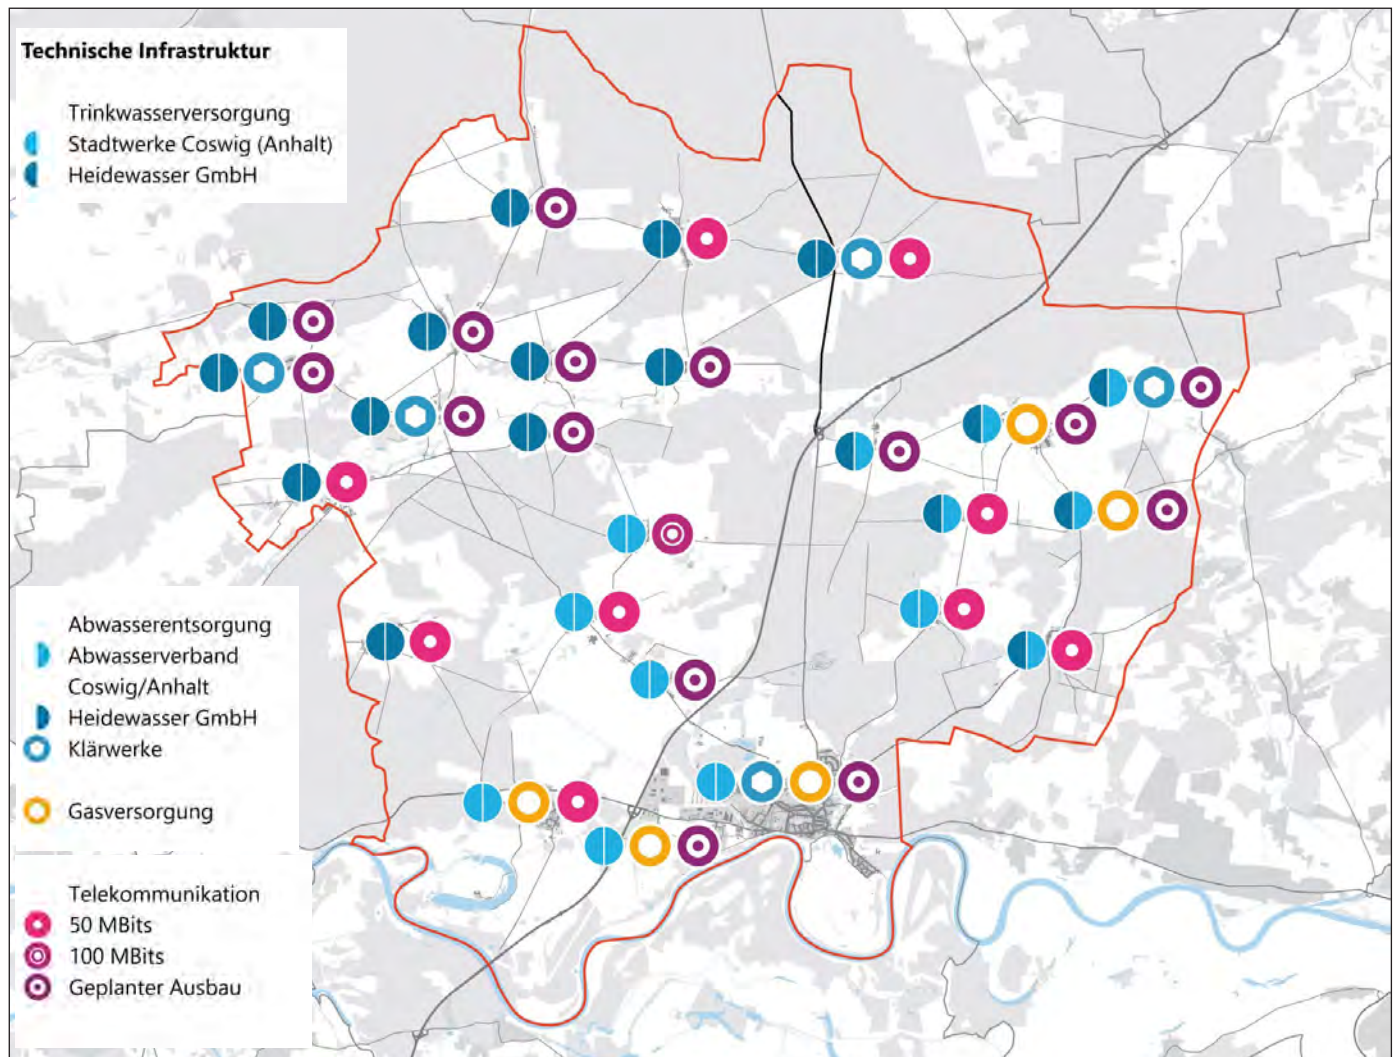 Technische Infrastruktur
Trinkwasserversorgung
Stadtwerke Coswig (Anhalt)
Heidewasser GmbH
Abwasserentsorgung
Abwasserverband
Coswig/Anhalt
Heidewasser GmbH
Klärwerke
Gasversorgung
Telekommunikation
50 MBits
100 MBits
Geplanter Ausbau